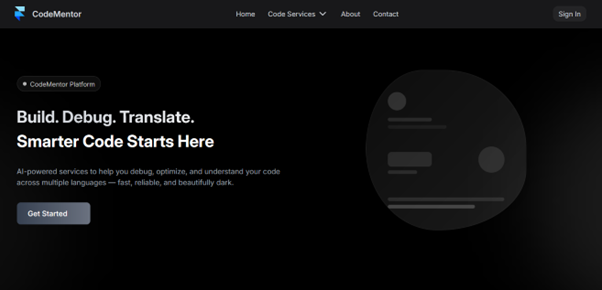 CodeMentor
Home
Code Services
About
Contact
Sign In
CodeMentor Platform
Build. Debug. Translate.
Smarter Code Starts Here
AI-powered services to help you debug, optimize, and understand your code
across multiple languages — fast, reliable, and beautifully dark.
Get Started